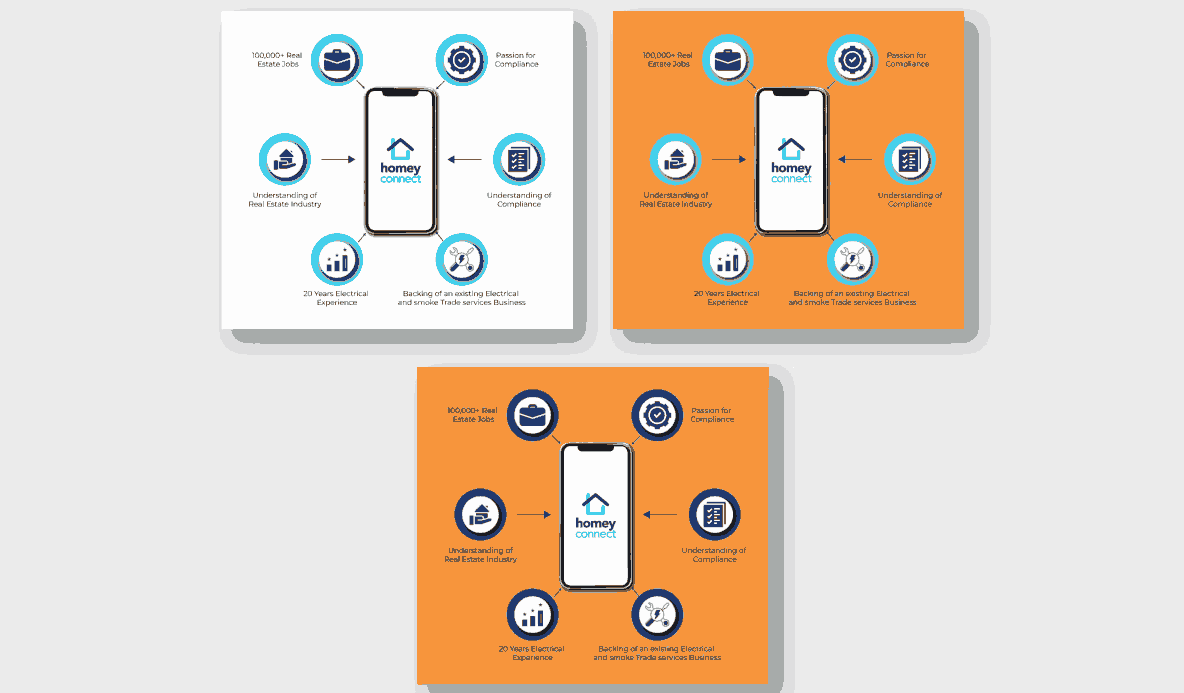 100,000+ Real
Estate Jobs
Passion for
Compliance
homey
connect
Understanding of
Real Estate Industry
Understanding of
Compliance
20 Years Electrical
Experience
Backing of an existing Electrical
and smoke Trade services Business
100,000+ Real
Estate Jobs
Passion for
Compliance
homey
connect
Understanding of
Real Estate Industry
Understanding of
Compliance
20 Years Electrical
Experience
Backing of an existing Electrical
and smoke Trade services Business
100,000+ Real
Estate Jobs
Passion for
Compliance
homey
connect
Understanding of
Real Estate Industry
Understanding of
Compliance
20 Years Electrical
Experience
Backing of an existing Electrical
and smoke Trade services Business